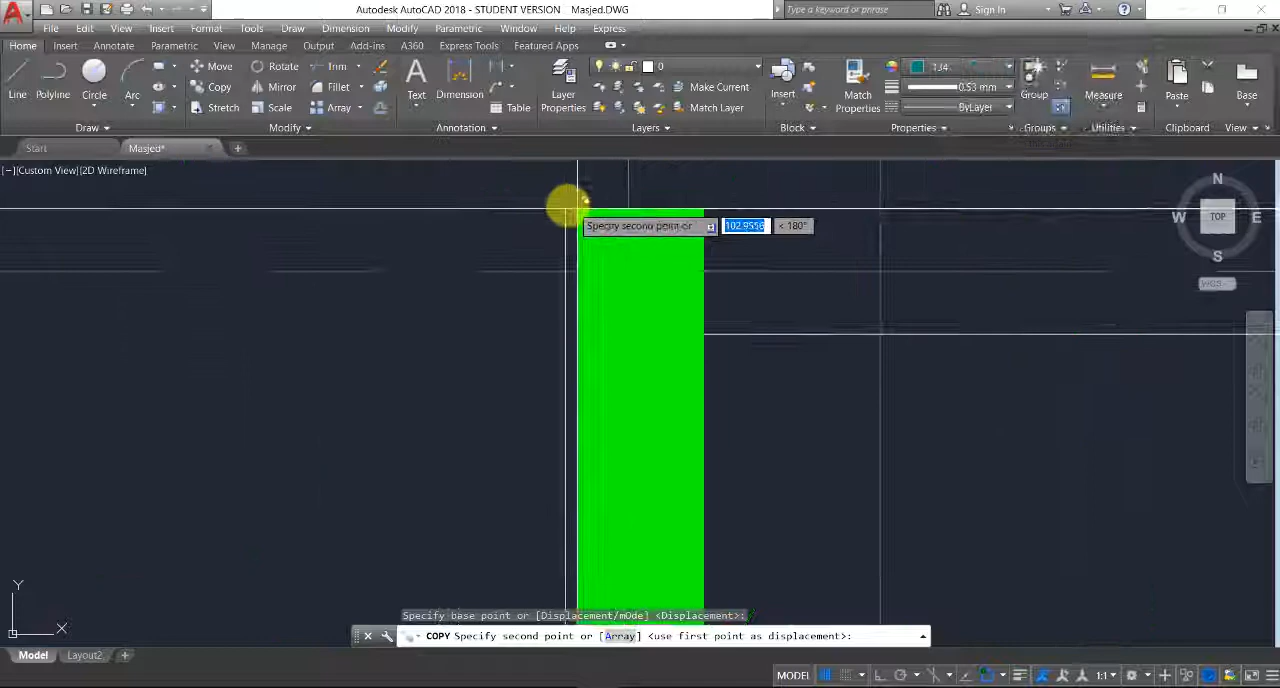 Autodesk AutoCAD 2018 - STUDENT VERSION Masjed.DWG
Type a keyword or phrase
Sign In
File Edit View Insert Format Tools Draw Dimension Modify Parametric Window Help Express
Home Insert Annotate Parametric View Manage Output Add-ins A360 Express Tools Featured Apps
Line Polyline Circle Arc
Move Rotate Trim
Copy Mirror Fillet
Stretch Scale Array
Text Dimension
Table
Layer Properties
0
Make Current
Match Layer
Insert
Match Properties
134
0.53 mm
ByLayer
Group
Measure
Paste
Base
Draw Modify Annotation Layers Block Properties Groups Utilities Clipboard View
Start Masjed*
[−][Custom View][2D Wireframe]
N
W TOP E
S
WCS
Specify second point or
< 180°
Y
X
Specify base point or [Displacement/mOde] <Displacement>:
COPY Specify second point or [Array] <use first point as displacement>:
Model Layout2
MODEL
1:1